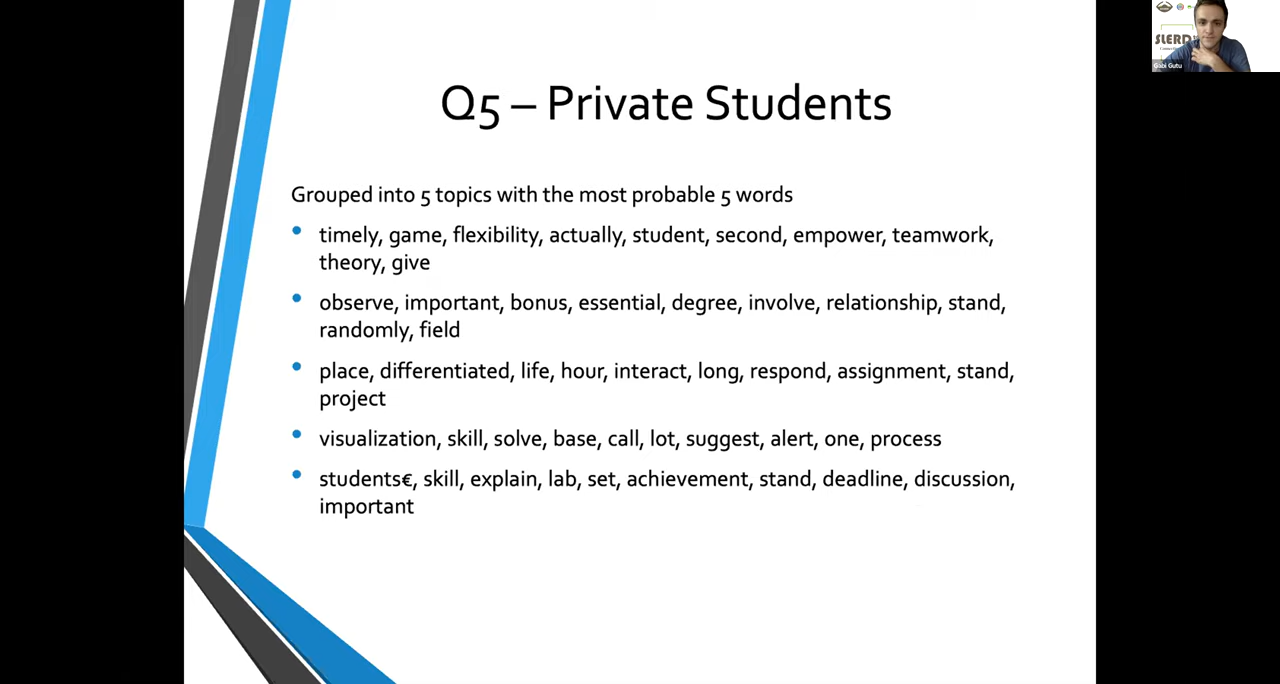 Q5 – Private Students
Grouped into 5 topics with the most probable 5 words
• timely, game, flexibility, actually, student, second, empower, teamwork,
theory, give
• observe, important, bonus, essential, degree, involve, relationship, stand,
randomly, field
• place, differentiated, life, hour, interact, long, respond, assignment, stand,
project
• visualization, skill, solve, base, call, lot, suggest, alert, one, process
• students€, skill, explain, lab, set, achievement, stand, deadline, discussion,
important
SLERD
Gabi Gutu